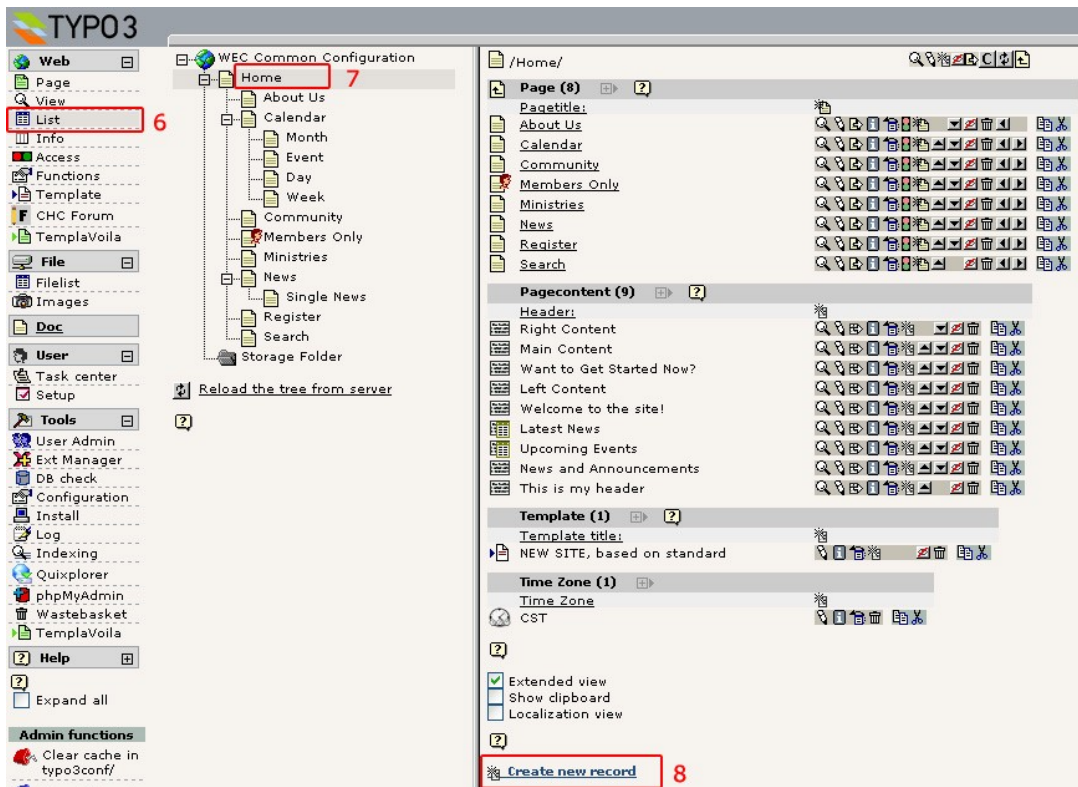 TYPO3
Web
Page
View
List
6
Info
Access
Functions
Template
CHC Forum
TemplaVoila
File
Filelist
Images
Doc
User
Task center
Setup
Tools
User Admin
Ext Manager
DB check
Configuration
Install
Log
Indexing
Quixplorer
phpMyAdmin
Wastebasket
TemplaVoila
Help
Expand all
Admin functions
Clear cache in
typo3conf/
WEC Common Configuration
Home
7
About Us
Calendar
Month
Event
Day
Week
Community
Members Only
Ministries
News
Single News
Register
Search
Storage Folder
Reload the tree from server
/Home/
Page (8)
Pagetitle:
About Us
Calendar
Community
Members Only
Ministries
News
Register
Search
Pagecontent (9)
Header:
Right Content
Main Content
Want to Get Started Now?
Left Content
Welcome to the site!
Latest News
Upcoming Events
News and Announcements
This is my header
Template (1)
Template title:
NEW SITE, based on standard
Time Zone (1)
Time Zone
CST
Extended view
Show clipboard
Localization view
Create new record
8